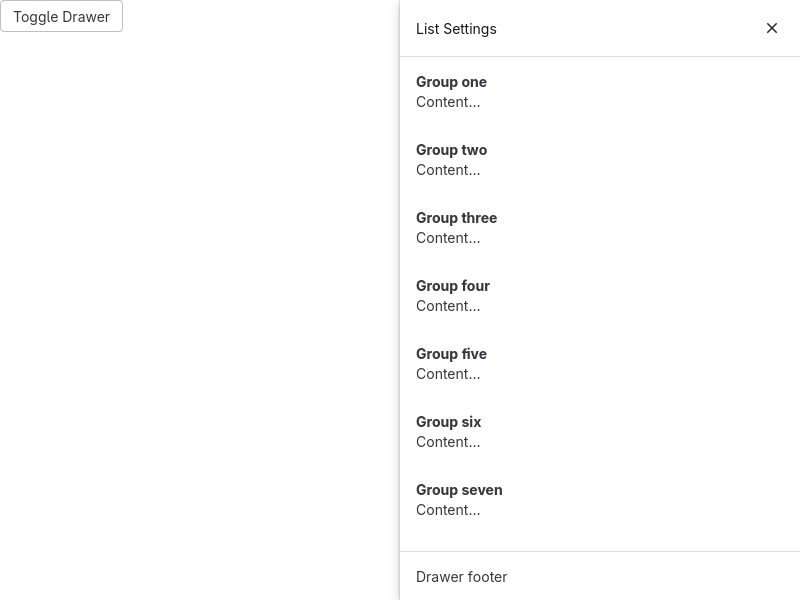 Toggle Drawer
List Settings
Group one
Content...
Group two
Content...
Group three
Content...
Group four
Content...
Group five
Content...
Group six
Content...
Group seven
Content...
Drawer footer